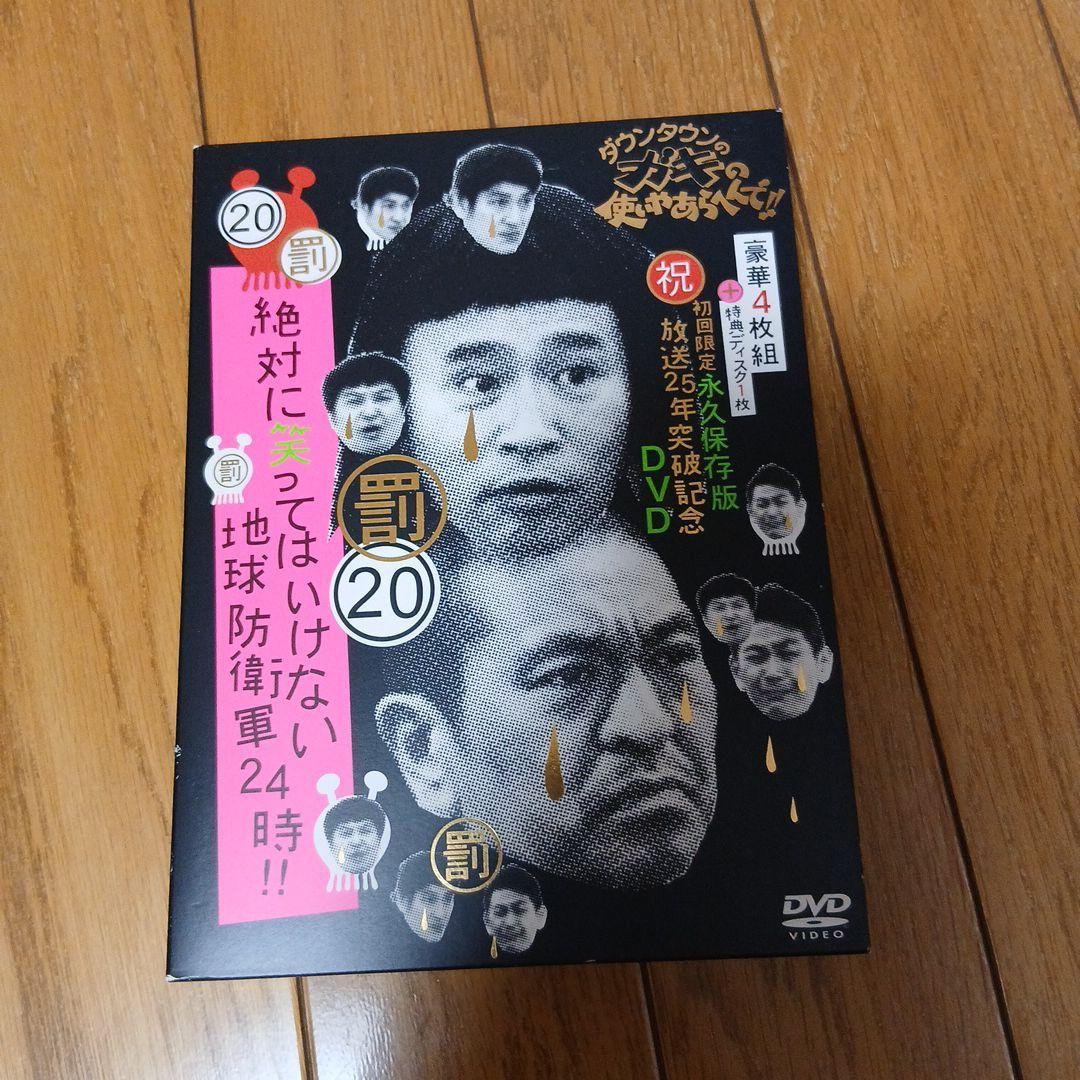 ダウンタウンの
ガキの
使いやあらへんで!!
豪華4枚組
+
特典ディスク1枚
祝
初回限定永久保存版
放送25年突破記念
DVD
20
罰
絶対に笑ってはいけない
地球防衛軍24時!!
罰
罰
20
罰
DVD
VIDEO